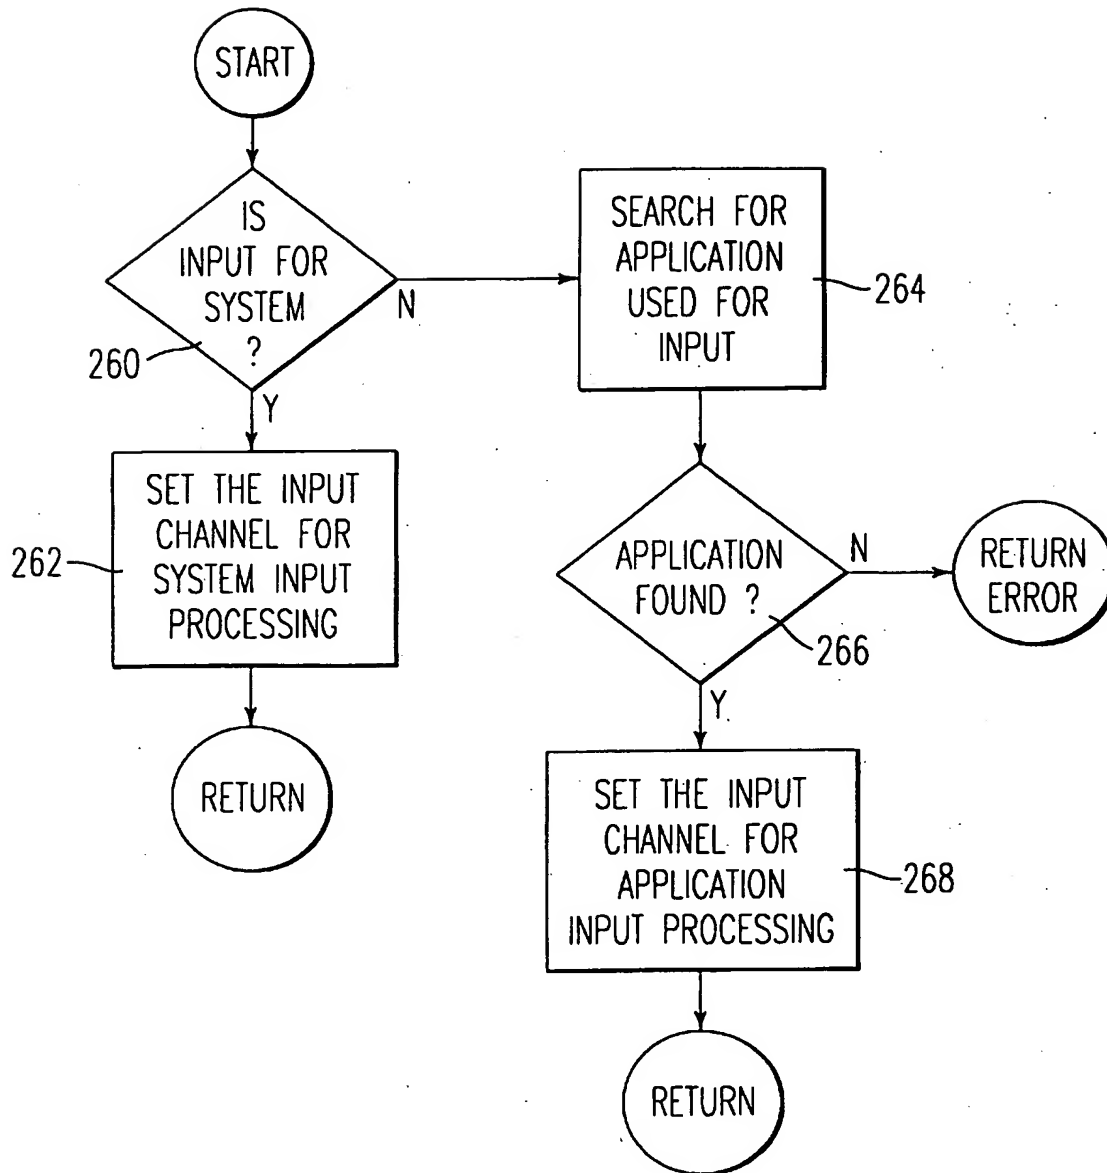 START
IS
INPUT FOR
SYSTEM
?
260
N
Y
SET THE INPUT
CHANNEL FOR
SYSTEM INPUT
PROCESSING
262
RETURN
SEARCH FOR
APPLICATION
USED FOR
INPUT
264
APPLICATION
FOUND ?
266
N
RETURN
ERROR
Y
SET THE INPUT
CHANNEL FOR
APPLICATION
INPUT PROCESSING
268
RETURN